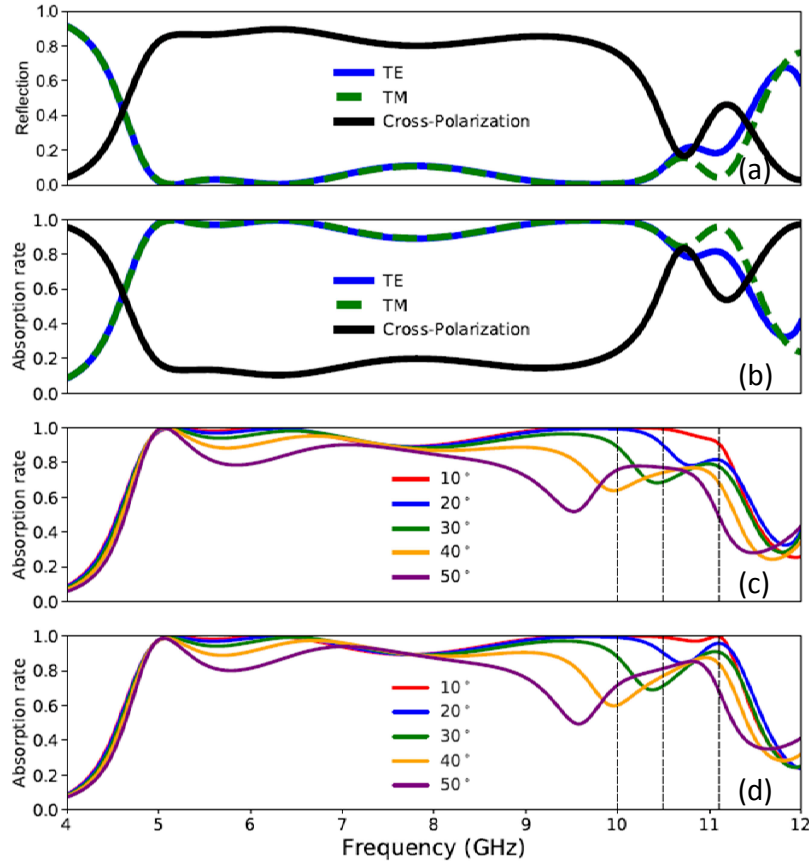 1.0
0.8
0.6
0.4
0.2
0.0
Reflection
TE
TM
Cross-Polarization
(a)
1.0
0.8
0.6
0.4
0.2
0.0
Absorption rate
TE
TM
Cross-Polarization
(b)
1.0
0.8
0.6
0.4
0.2
0.0
Absorption rate
10°
20°
30°
40°
50°
(c)
1.0
0.8
0.6
0.4
0.2
0.0
Absorption rate
10°
20°
30°
40°
50°
(d)
4 5 6 7 8 9 10 11 12
Frequency (GHz)